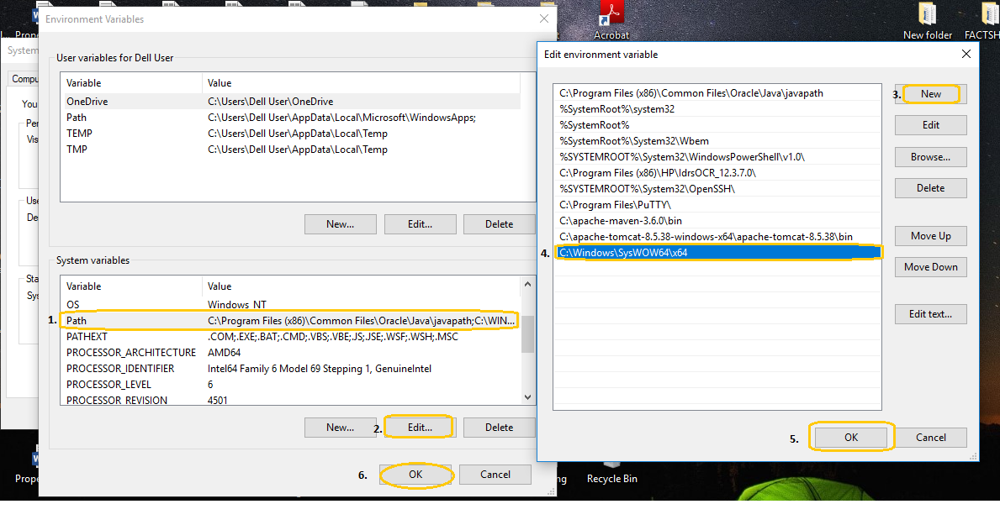 Acrobat
New folder
FACTSH
Prope
System
Compu
You
Per
Vis
Use
De
Sta
Sys
Environment Variables
User variables for Dell User
Variable Value
OneDrive C:\Users\Dell User\OneDrive
Path C:\Users\Dell User\AppData\Local\Microsoft\WindowsApps;
TEMP C:\Users\Dell User\AppData\Local\Temp
TMP C:\Users\Dell User\AppData\Local\Temp
New... Edit... Delete
System variables
Variable Value
OS Windows_NT
1. Path C:\Program Files (x86)\Common Files\Oracle\Java\javapath;C:\WIN...
PATHEXT .COM;.EXE;.BAT;.CMD;.VBS;.VBE;.JS;.JSE;.WSF;.WSH;.MSC
PROCESSOR_ARCHITECTURE AMD64
PROCESSOR_IDENTIFIER Intel64 Family 6 Model 69 Stepping 1, GenuineIntel
PROCESSOR_LEVEL 6
PROCESSOR_REVISION 4501
New... 2. Edit... Delete
6. OK Cancel
Edit environment variable
C:\Program Files (x86)\Common Files\Oracle\Java\javapath
%SystemRoot%\system32
%SystemRoot%
%SystemRoot%\System32\Wbem
%SYSTEMROOT%\System32\WindowsPowerShell\v1.0\
C:\Program Files (x86)\HP\IdrsOCR_12.3.7.0\
%SYSTEMROOT%\System32\OpenSSH\
C:\Program Files\PuTTY\
C:\apache-maven-3.6.0\bin
C:\apache-tomcat-8.5.38-windows-x64\apache-tomcat-8.5.38\bin
4. C:\Windows\SysWOW64\x64
3. New
Edit
Browse...
Delete
Move Up
Move Down
Edit text...
5. OK Cancel
Prope
ng
Recycle Bin